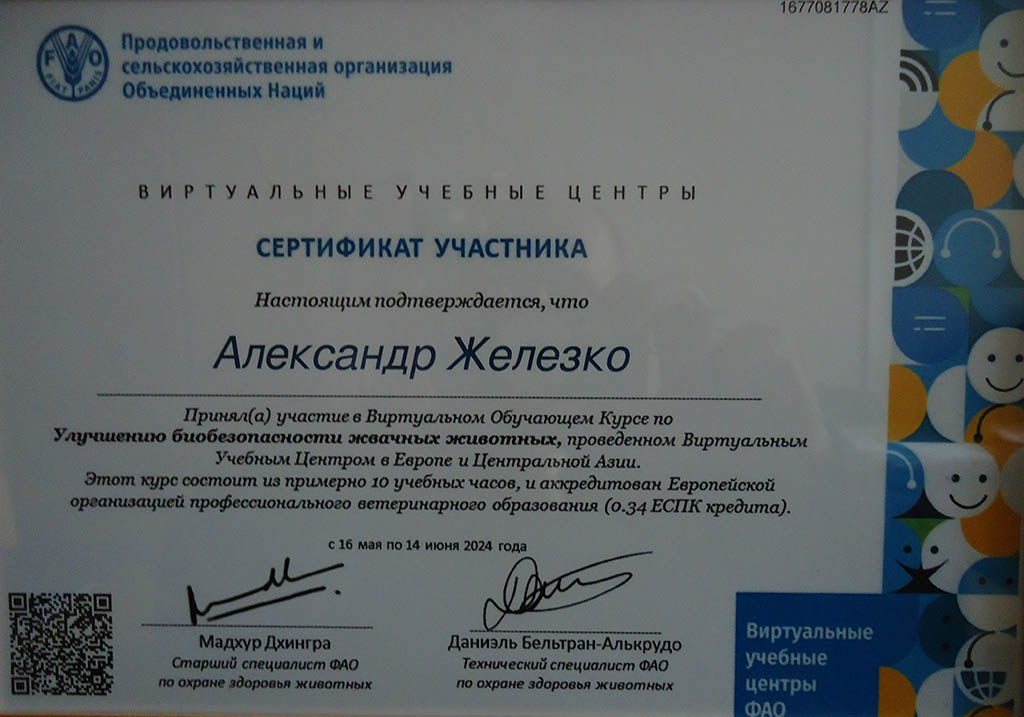 1677081778AZ
FAO
FIAT PANIS
Продовольственная и
сельскохозяйственная организация
Объединенных Наций
ВИРТУАЛЬНЫЕ УЧЕБНЫЕ ЦЕНТРЫ
СЕРТИФИКАТ УЧАСТНИКА
Настоящим подтверждается, что
Александр Железко
Принял(а) участие в Виртуальном Обучающем Курсе по
Улучшению биобезопасности жвачных животных, проведенном Виртуальным
Учебным Центром в Европе и Центральной Азии.
Этот курс состоит из примерно 10 учебных часов, и аккредитован Европейской
организацией профессионального ветеринарного образования (0.34 ЕСПК кредита).
с 16 мая по 14 июня 2024 года
Мадхур Дхингра
Старший специалист ФАО
по охране здоровья животных
Даниэль Бельтран-Алькрудо
Технический специалист ФАО
по охране здоровья животных
Виртуальные
учебные
центры
ФАО